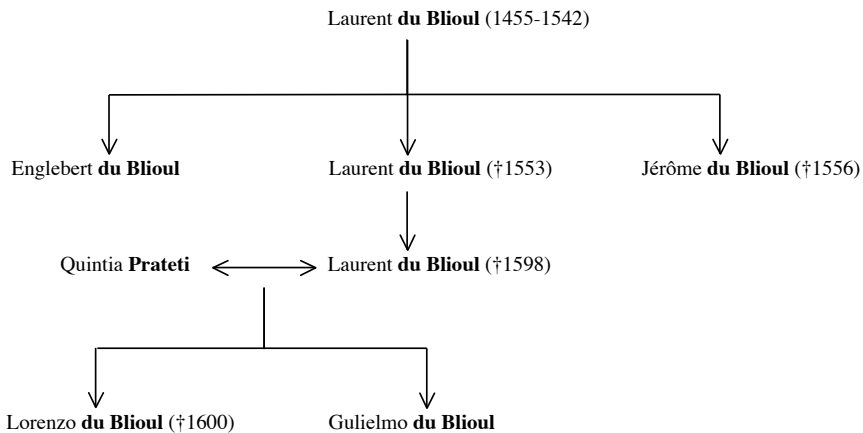 Laurent du Blioul (1455-1542)
Englebert du Blioul
Laurent du Blioul (†1553)
Jérôme du Blioul (†1556)
Quintia Prateti
Laurent du Blioul (†1598)
Lorenzo du Blioul (†1600)
Gulielmo du Blioul